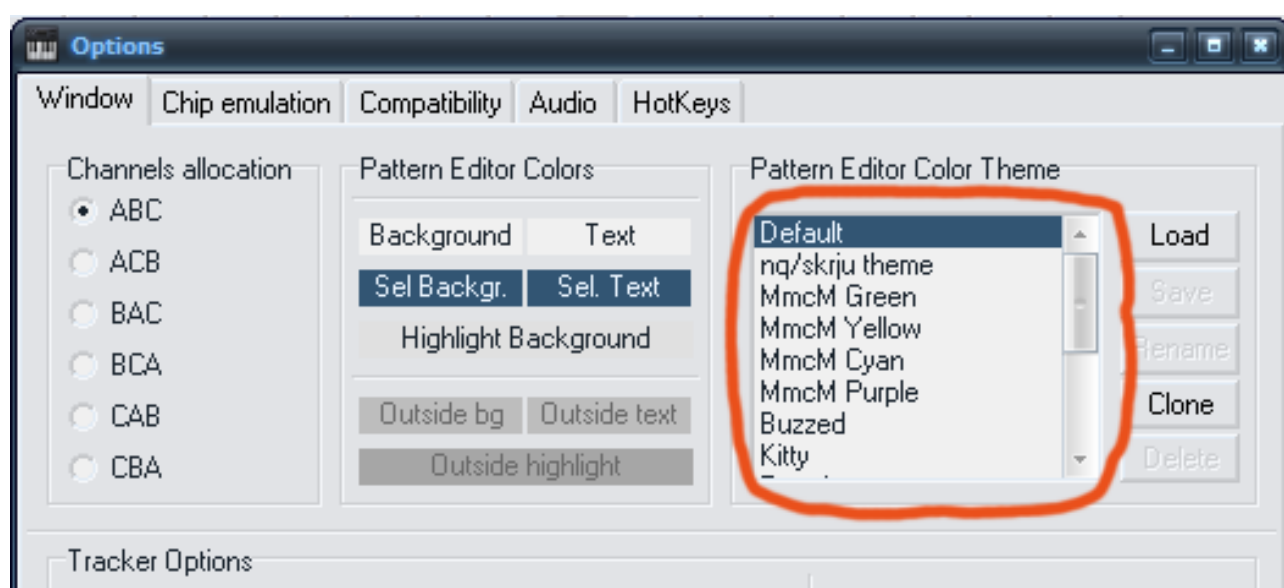 Options
Window Chip emulation Compatibility Audio HotKeys
Channels allocation
ABC
ACB
BAC
BCA
CAB
CBA
Pattern Editor Colors
Background Text
Sel Backgr. Sel. Text
Highlight Background
Outside bg Outside text
Outside highlight
Pattern Editor Color Theme
Default
nq/skrju theme
MmcM Green
MmcM Yellow
MmcM Cyan
MmcM Purple
Buzzed
Kitty
Load
Save
Rename
Clone
Delete
Tracker Options